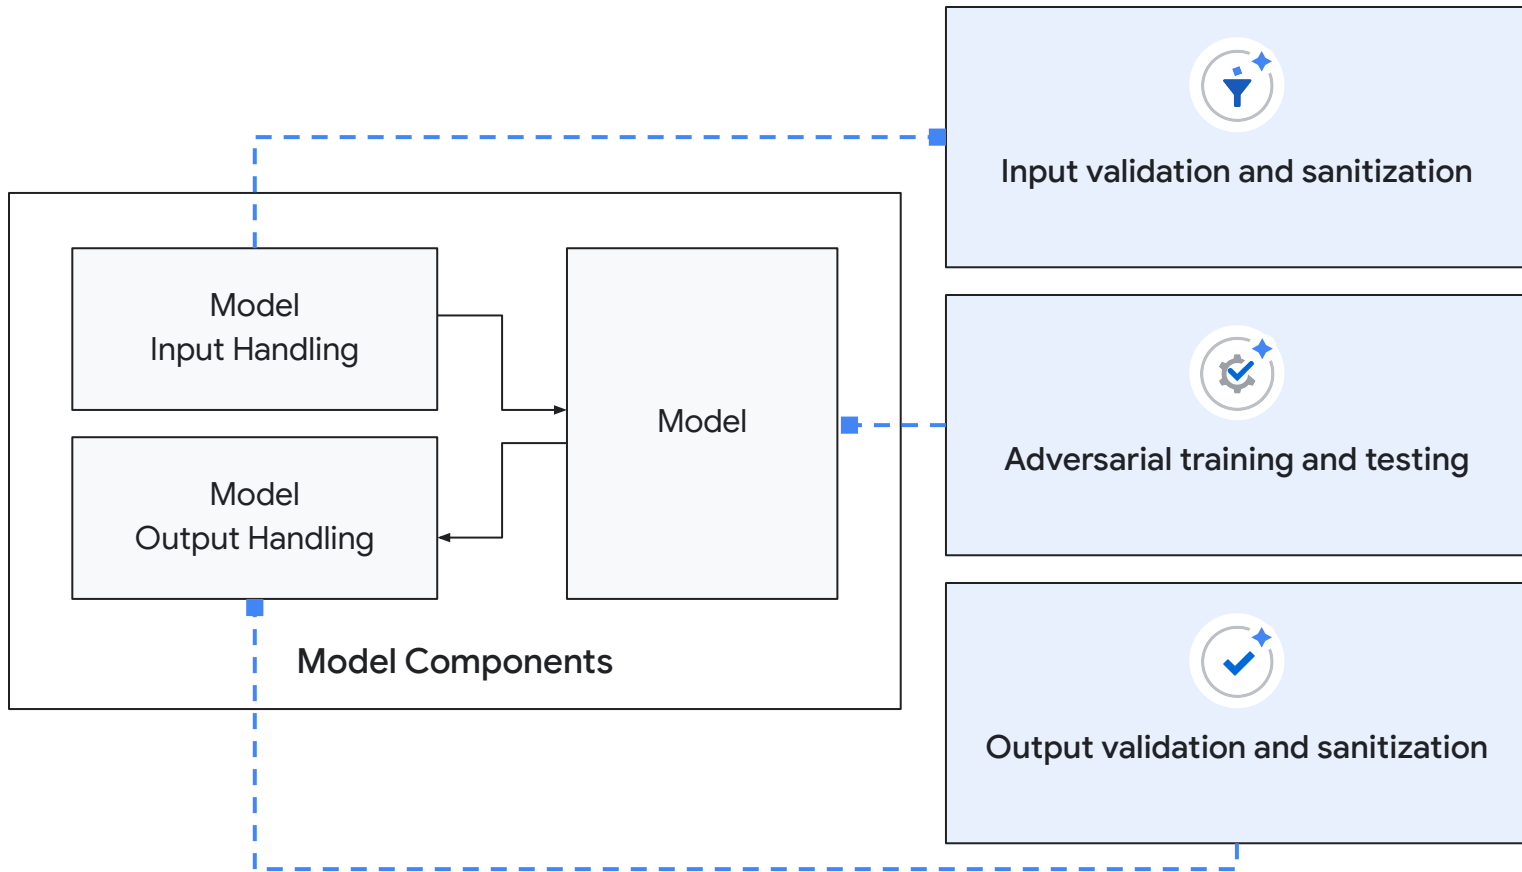 Input validation and sanitization
Model
Input Handling
Model
Adversarial training and testing
Model
Output Handling
Model Components
Output validation and sanitization